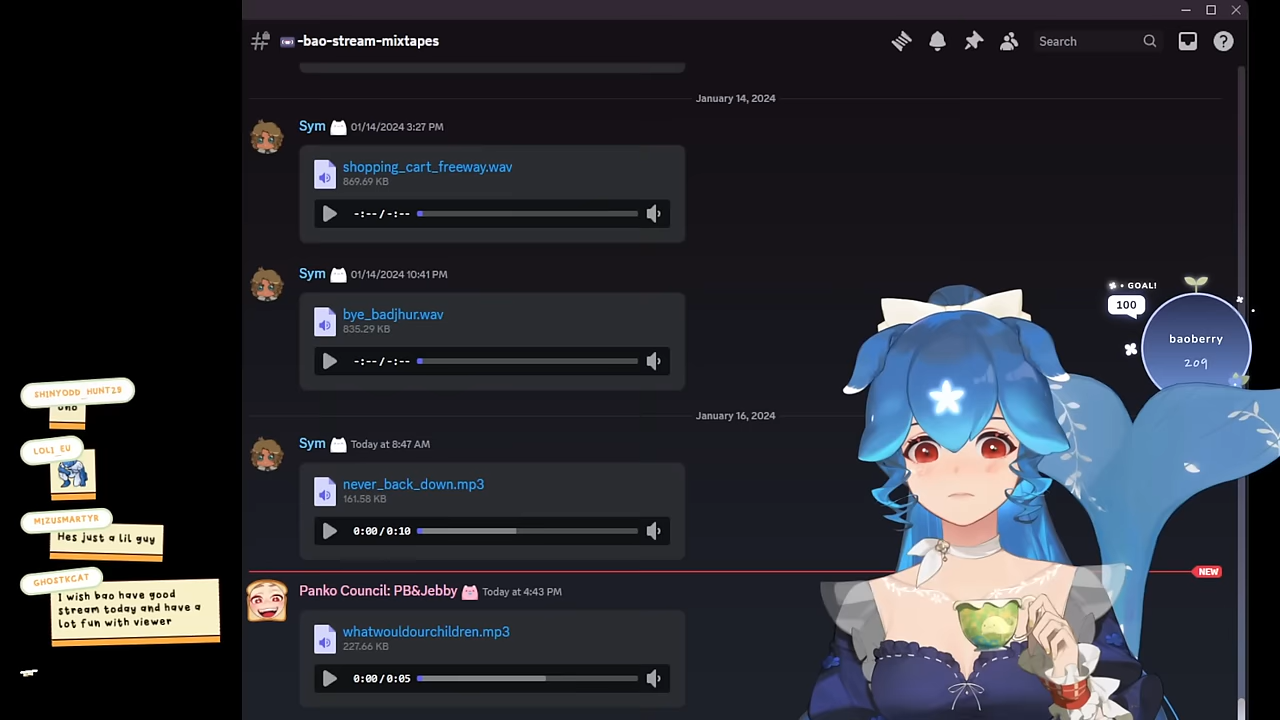 -bao-stream-mixtapes
Search
January 14, 2024
Sym 01/14/2024 3:27 PM
shopping_cart_freeway.wav
869.69 KB
-:-- / -:--
Sym 01/14/2024 10:41 PM
bye_badjhur.wav
835.29 KB
-:-- / -:--
January 16, 2024
Sym Today at 8:47 AM
never_back_down.mp3
161.58 KB
0:00 / 0:10
NEW
Panko Council: PB&Jebby Today at 4:43 PM
whatwouldourchildren.mp3
227.66 KB
0:00 / 0:05
• GOAL!
100
baoberry
209
SHINYODD_HUNT29
LOLI_EU
MIZUSMARTYR
Hes just a lil guy
GHOSTKCAT
I wish bao have good
stream today and have a
lot fun with viewer